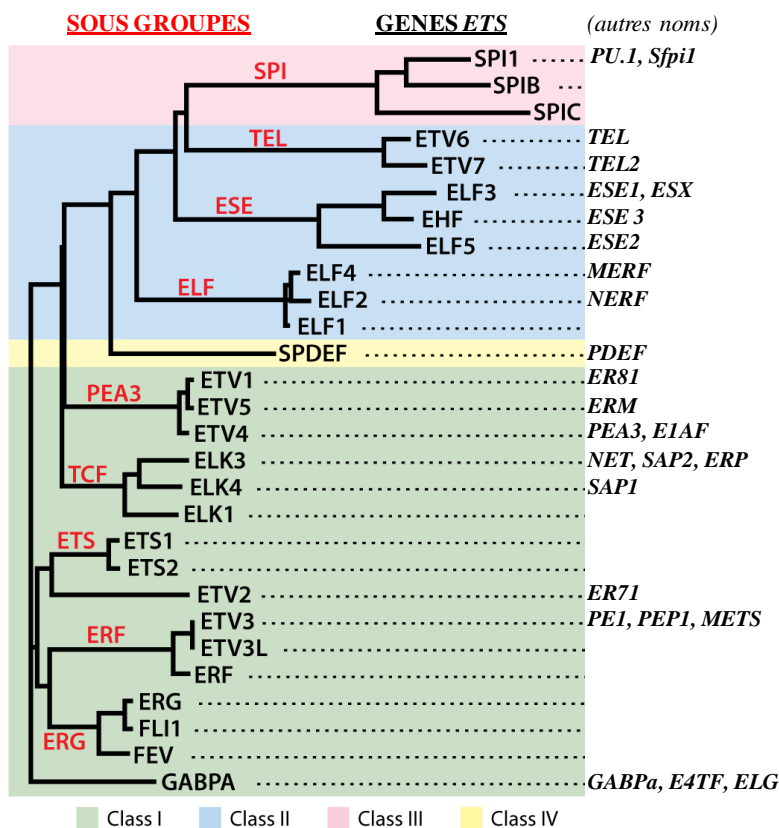 SOUS GROUPES GENES ETS (autres noms)
SPI SPI1 PU.1, Sfpi1
SPIB
SPIC
TEL ETV6 TEL
ETV7 TEL2
ELF3 ESE1, ESX
ESE EHF ESE 3
ELF5 ESE2
ELF4 MERF
ELF ELF2 NERF
ELF1
SPDEF PDEF
ETV1 ER81
PEA3 ETV5 ERM
ETV4 PEA3, E1AF
ELK3 NET, SAP2, ERP
TCF ELK4 SAP1
ELK1
ETS ETS1
ETS2
ETV2 ER71
ETV3 PE1, PEP1, METS
ERF ETV3L
ERF
ERG
FLI1
ERG FEV
GABPA GABPa, E4TF, ELG
Class I Class II Class III Class IV